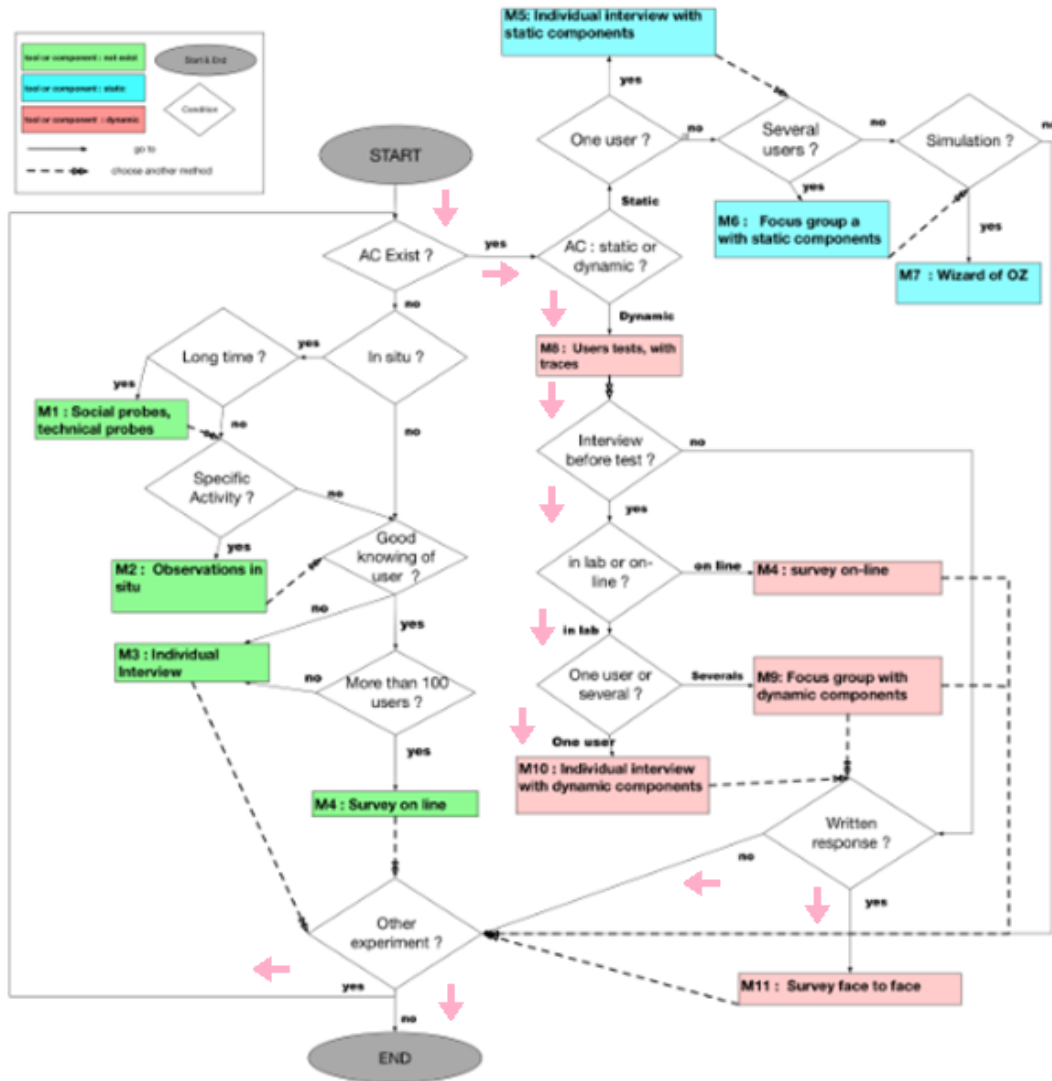 tool or component : not exist
tool or component : static
tool or component : dynamic
Start & End
Condition
go to
choose another method
START
AC Exist ?
yes
no
In situ ?
yes
no
Long time ?
yes
no
M1 : Social probes,
technical probes
Specific
Activity ?
no
yes
M2 : Observations in
situ
Good
knowing of
user ?
no
yes
M3 : Individual
Interview
More than 100
users ?
no
yes
M4 : Survey on line
Other
experiment ?
yes
no
END
AC : static or
dynamic ?
Static
Dynamic
One user ?
yes
no
M5: Individual interview with
static components
Several
users ?
no
yes
M6 : Focus group a
with static components
Simulation ?
no
yes
M7 : Wizard of OZ
M8 : Users tests, with
traces
Interview
before test ?
no
yes
in lab or on-
line ?
on line
in lab
M4 : survey on-line
One user or
several ?
Severals
One user
M9: Focus group with
dynamic components
M10 : Individual interview
with dynamic components
Written
response ?
no
yes
M11 : Survey face to face